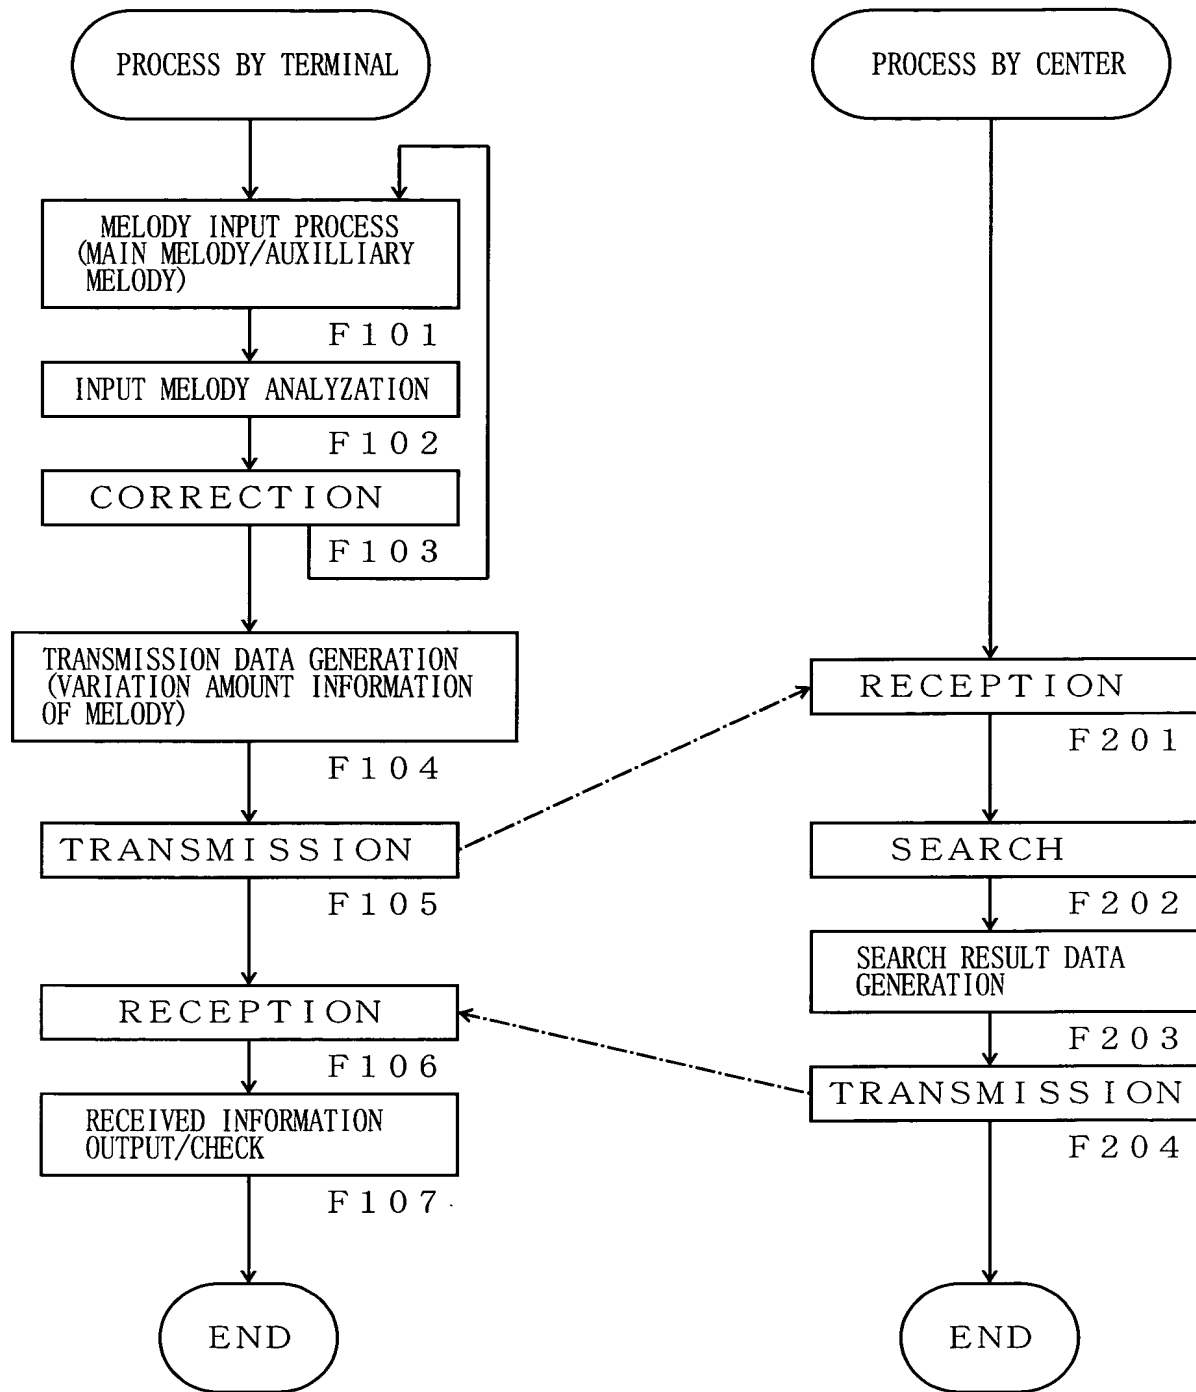 PROCESS BY TERMINAL
MELODY INPUT PROCESS
(MAIN MELODY/AUXILLIARY
MELODY)
F101
INPUT MELODY ANALYZATION
F102
CORRECTION
F103
TRANSMISSION DATA GENERATION
(VARIATION AMOUNT INFORMATION
OF MELODY)
F104
TRANSMISSION
F105
RECEPTION
F106
RECEIVED INFORMATION
OUTPUT/CHECK
F107
END
PROCESS BY CENTER
RECEPTION
F201
SEARCH
F202
SEARCH RESULT DATA
GENERATION
F203
TRANSMISSION
F204
END